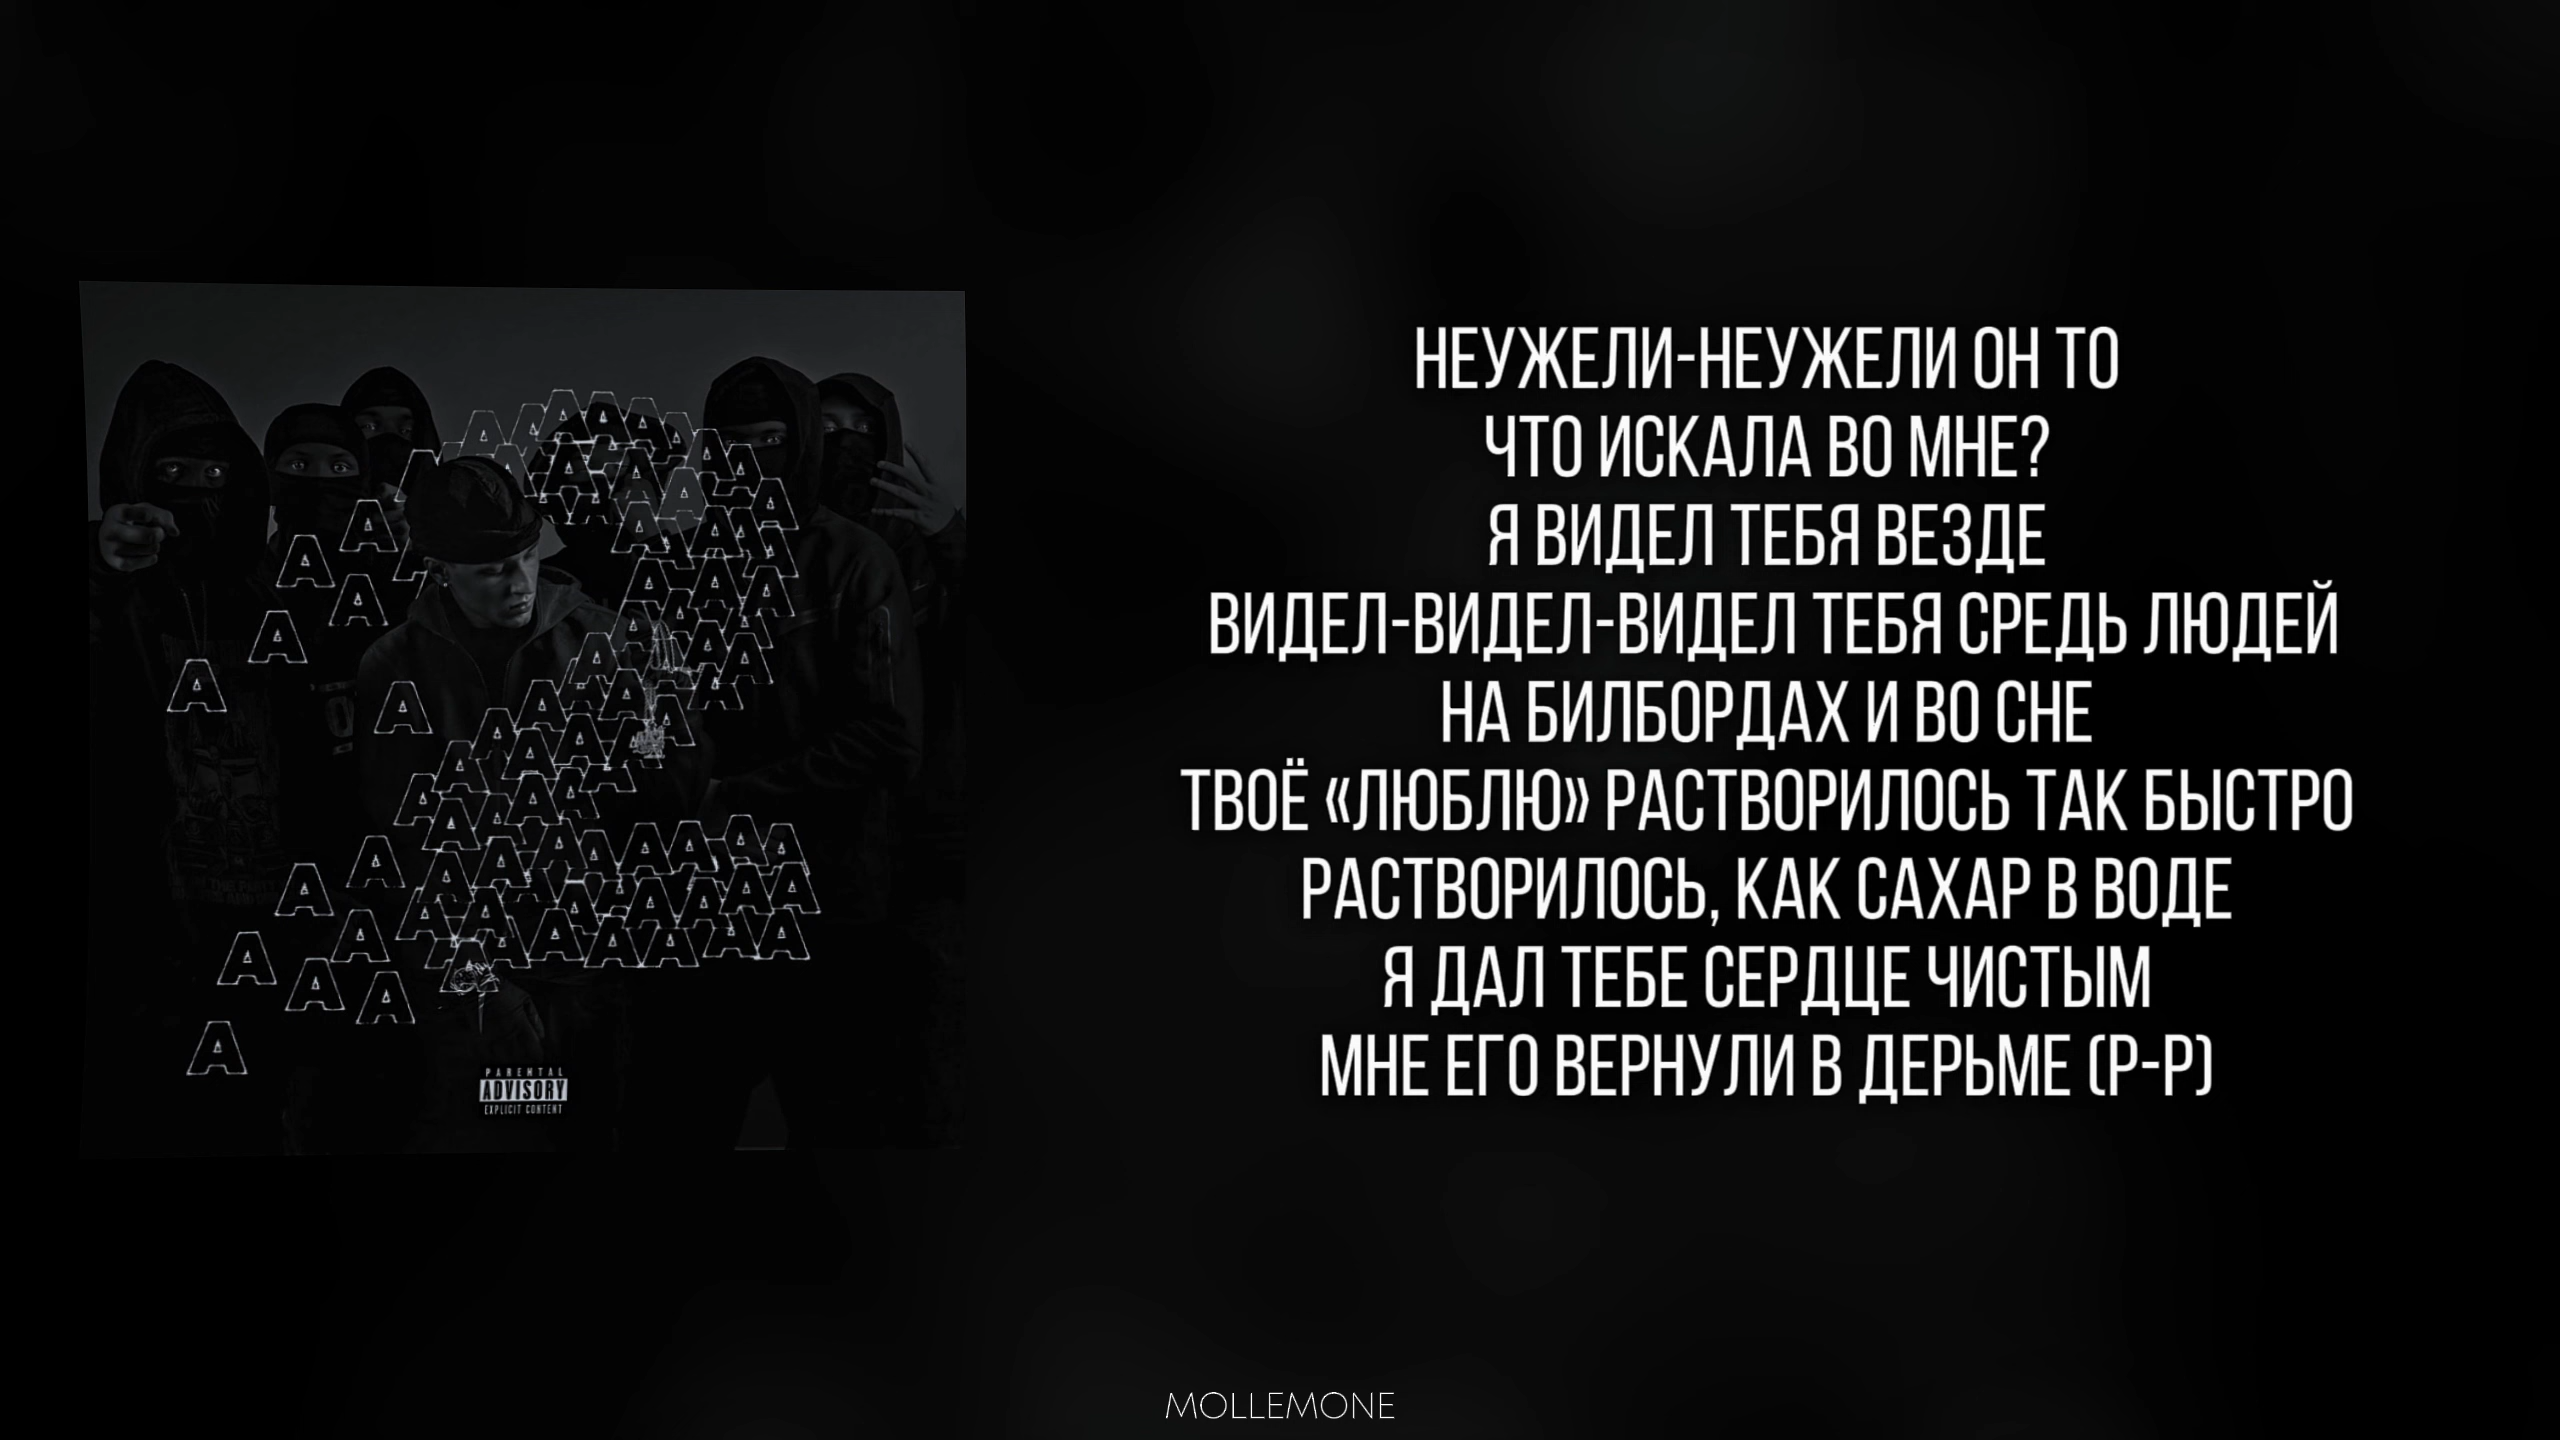 НЕУЖЕЛИ-НЕУЖЕЛИ ОН ТО
ЧТО ИСКАЛА ВО МНЕ?
Я ВИДЕЛ ТЕБЯ ВЕЗДЕ
ВИДЕЛ-ВИДЕЛ-ВИДЕЛ ТЕБЯ СРЕДЬ ЛЮДЕЙ
НА БИЛБОРДАХ И ВО СНЕ
ТВОЁ «ЛЮБЛЮ» РАСТВОРИЛОСЬ ТАК БЫСТРО
РАСТВОРИЛОСЬ, КАК САХАР В ВОДЕ
Я ДАЛ ТЕБЕ СЕРДЦЕ ЧИСТЫМ
МНЕ ЕГО ВЕРНУЛИ В ДЕРЬМЕ (Р-Р)
PARENTAL
ADVISORY
EXPLICIT CONTENT
MOLLEMONE